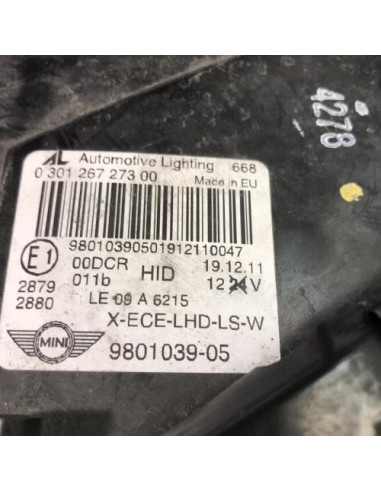 AL Automotive Lighting 668
0 301 267 273 00 Made in EU
98010390501912110047
E1 00DCR HID 19.12.11
2879 011b 12 24 V
2880 LE 09 A 6215
X-ECE-LHD-LS-W
MINI 9801039-05
4278